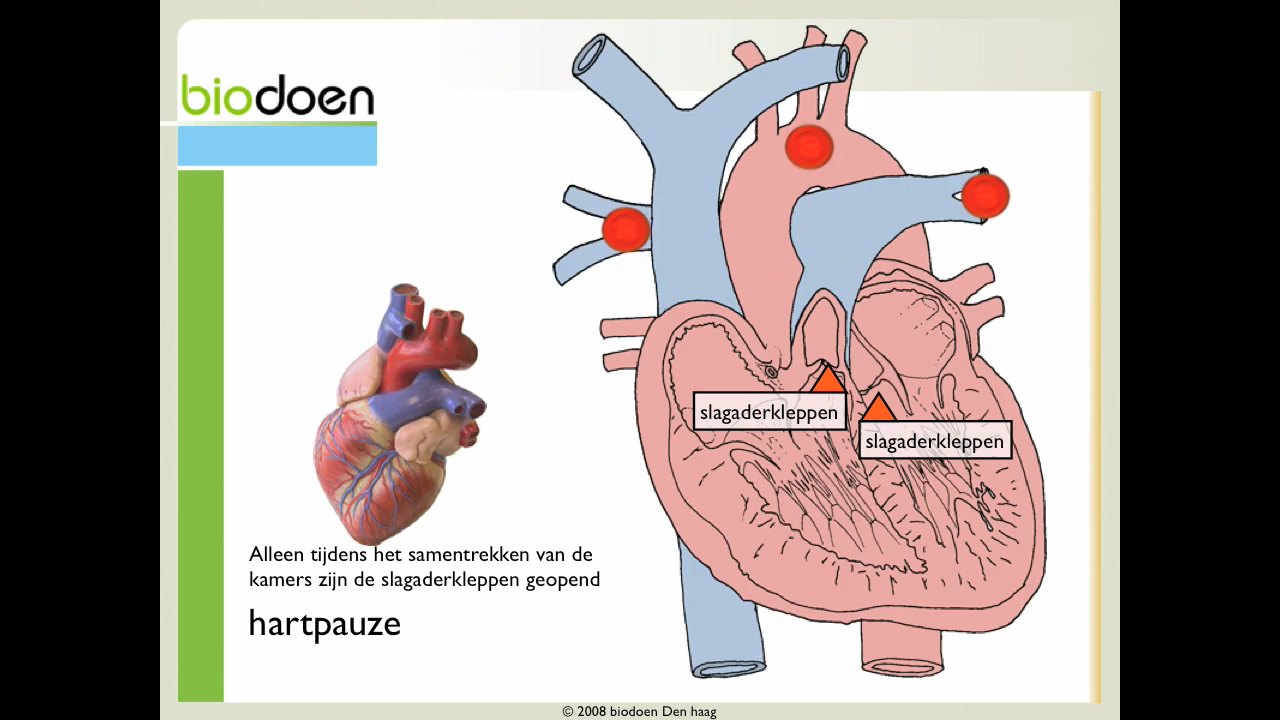 biodoen
slagaderkleppen
slagaderkleppen
Alleen tijdens het samentrekken van de
kamers zijn de slagaderkleppen geopend
hartpauze
© 2008 biodoen Den haag